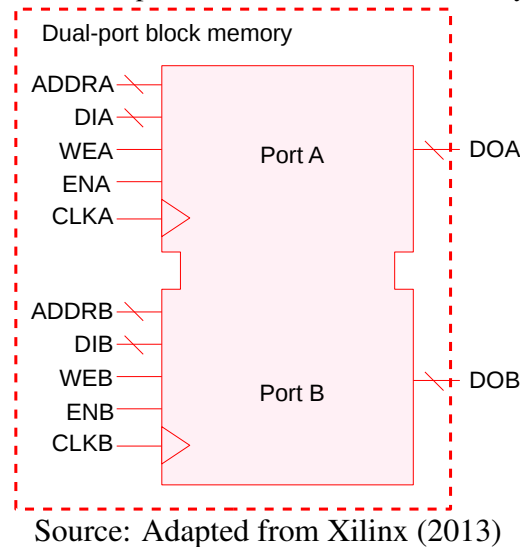 Dual-port block memory
ADDRA
DIA
WEA
ENA
CLKA
Port A
DOA
ADDRB
DIB
WEB
ENB
CLKB
Port B
DOB
Source: Adapted from Xilinx (2013)